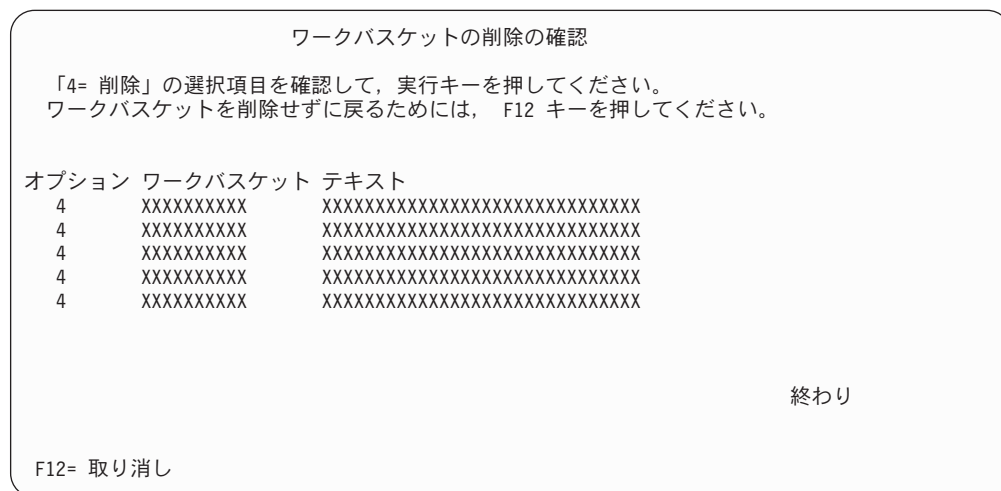 ワークバスケットの削除の確認
「4= 削除」の選択項目を確認して, 実行キーを押してください。
ワークバスケットを削除せずに戻るためには, F12 キーを押してください。
オプション ワークバスケット テキスト
4 XXXXXXXXXX XXXXXXXXXXXXXXXXXXXXXXXXXXXXXX
4 XXXXXXXXXX XXXXXXXXXXXXXXXXXXXXXXXXXXXXXX
4 XXXXXXXXXX XXXXXXXXXXXXXXXXXXXXXXXXXXXXXX
4 XXXXXXXXXX XXXXXXXXXXXXXXXXXXXXXXXXXXXXXX
4 XXXXXXXXXX XXXXXXXXXXXXXXXXXXXXXXXXXXXXXX
終わり
F12= 取り消し